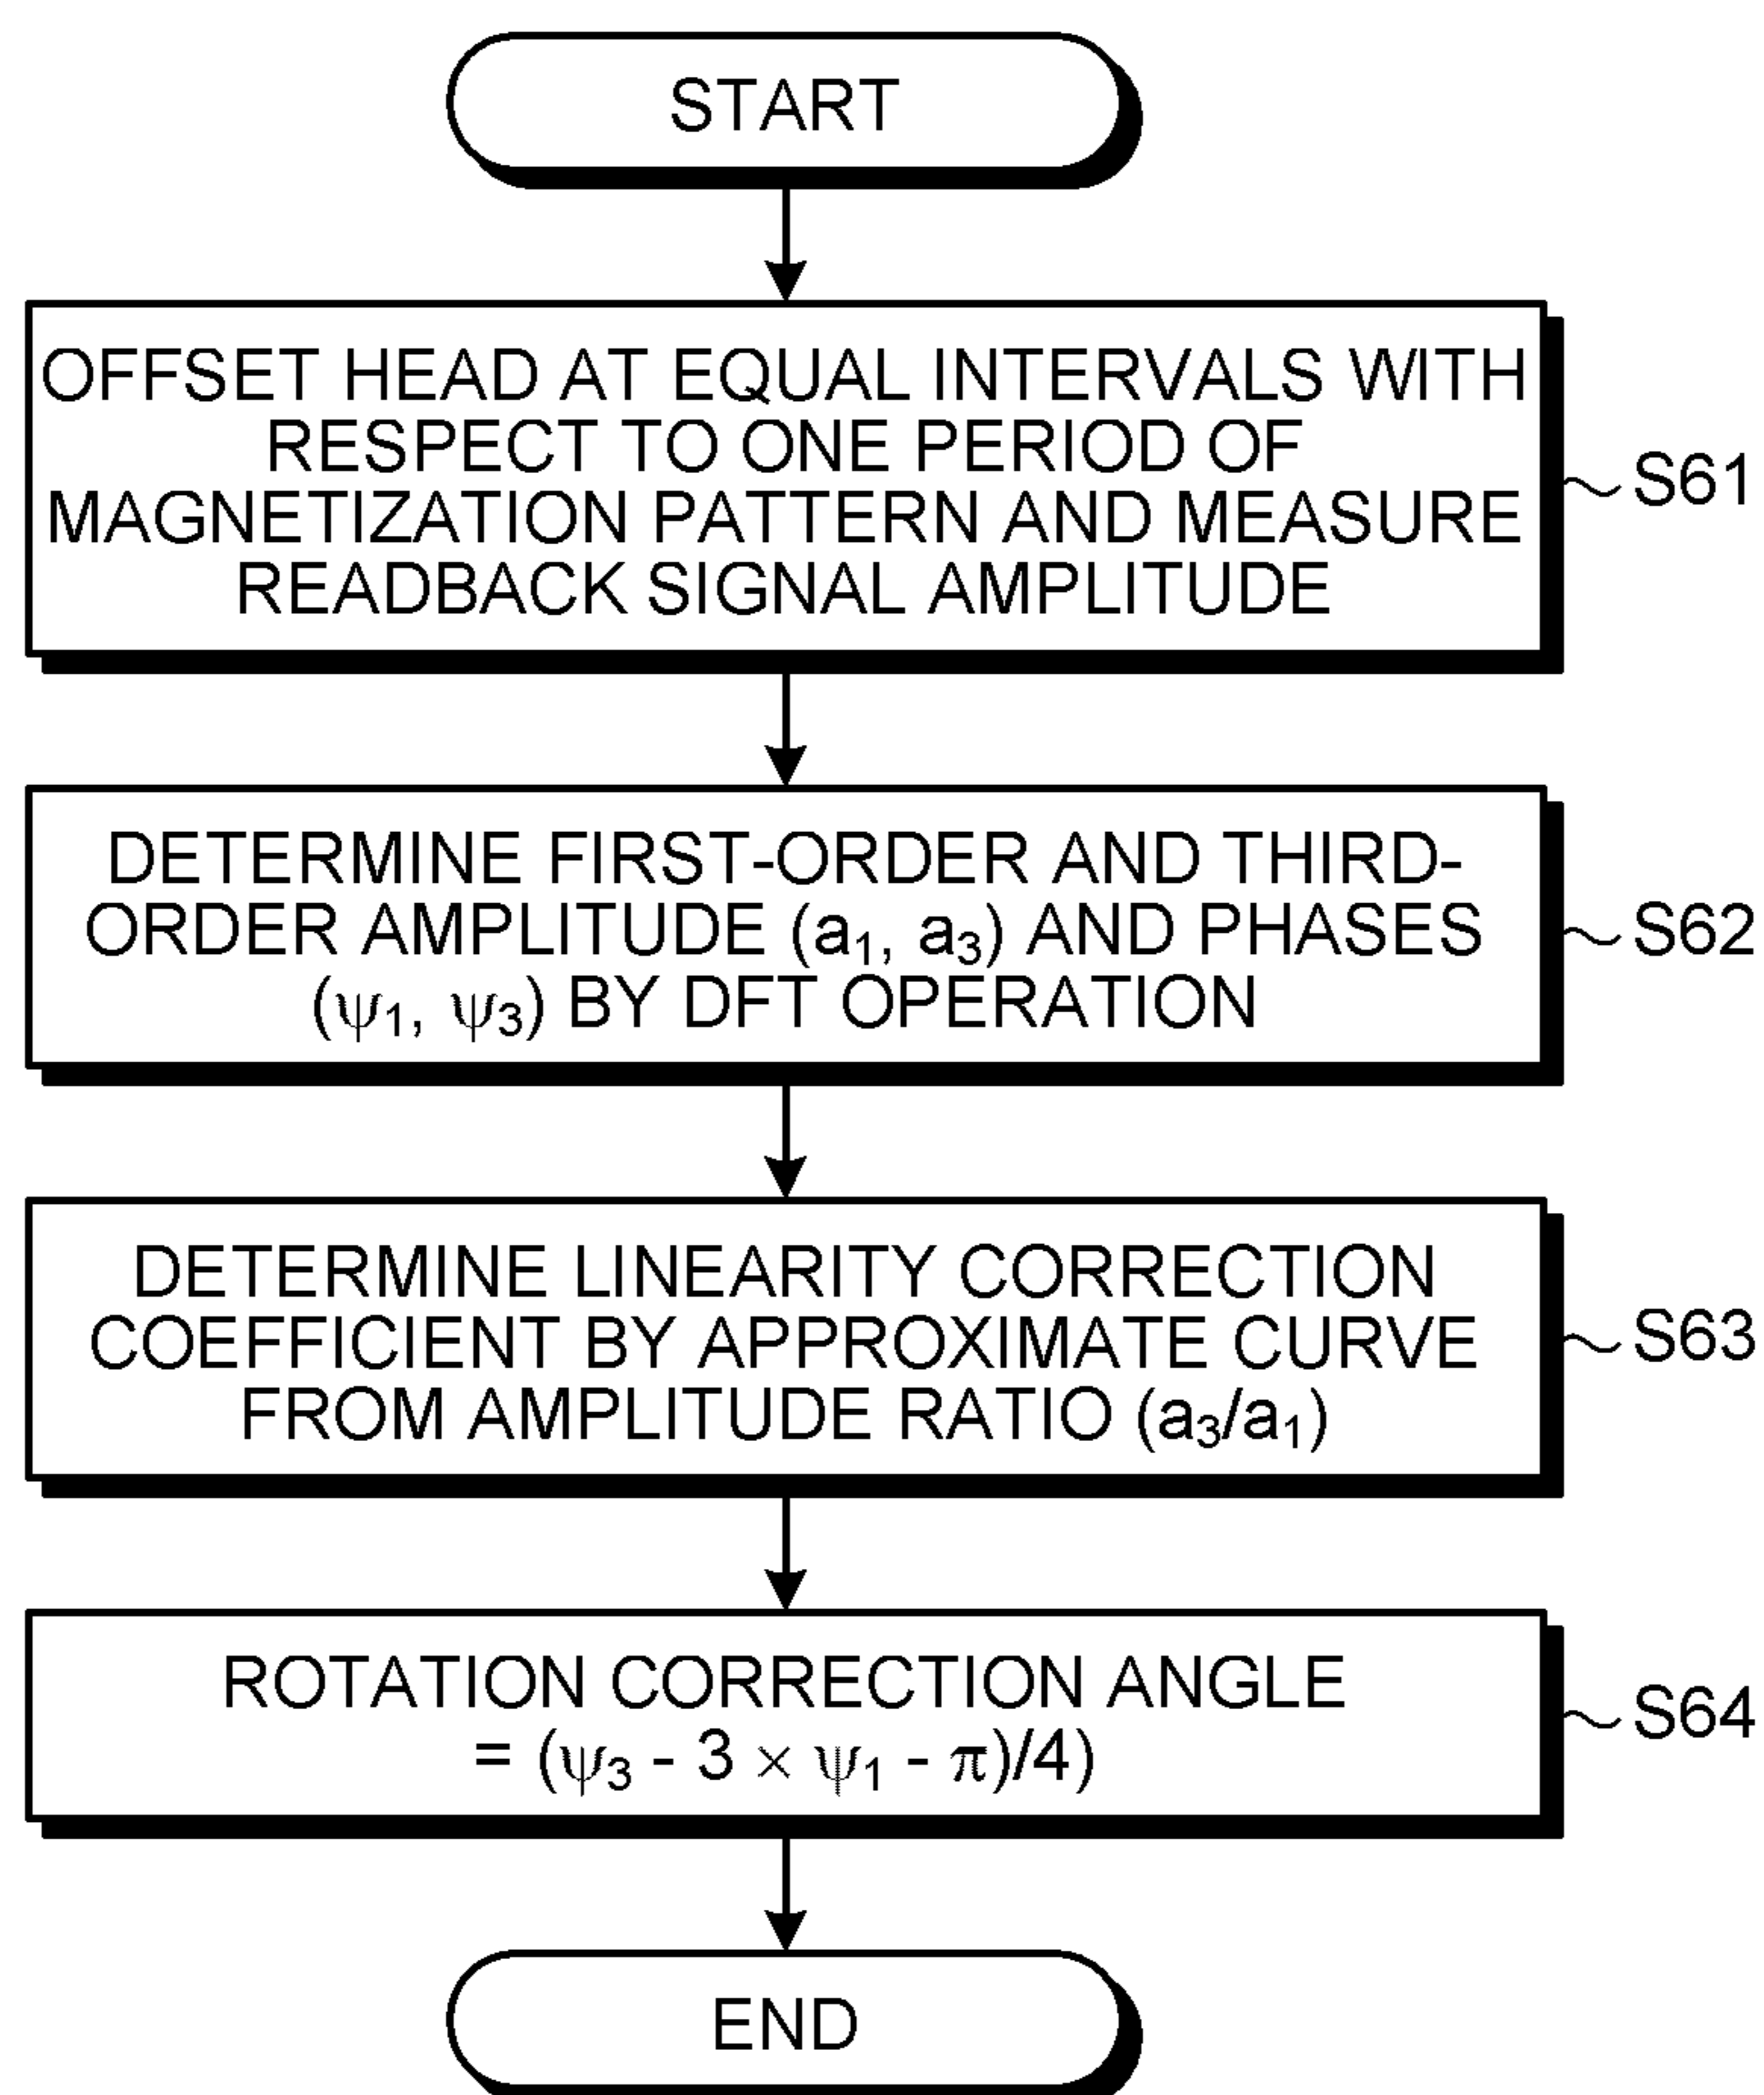 START
OFFSET HEAD AT EQUAL INTERVALS WITH
RESPECT TO ONE PERIOD OF
MAGNETIZATION PATTERN AND MEASURE
READBACK SIGNAL AMPLITUDE
S61
DETERMINE FIRST-ORDER AND THIRD-
ORDER AMPLITUDE (a₁, a₃) AND PHASES
(ψ₁, ψ₃) BY DFT OPERATION
S62
DETERMINE LINEARITY CORRECTION
COEFFICIENT BY APPROXIMATE CURVE
FROM AMPLITUDE RATIO (a₃/a₁)
S63
ROTATION CORRECTION ANGLE
= (ψ₃ - 3 × ψ₁ - π)/4)
S64
END